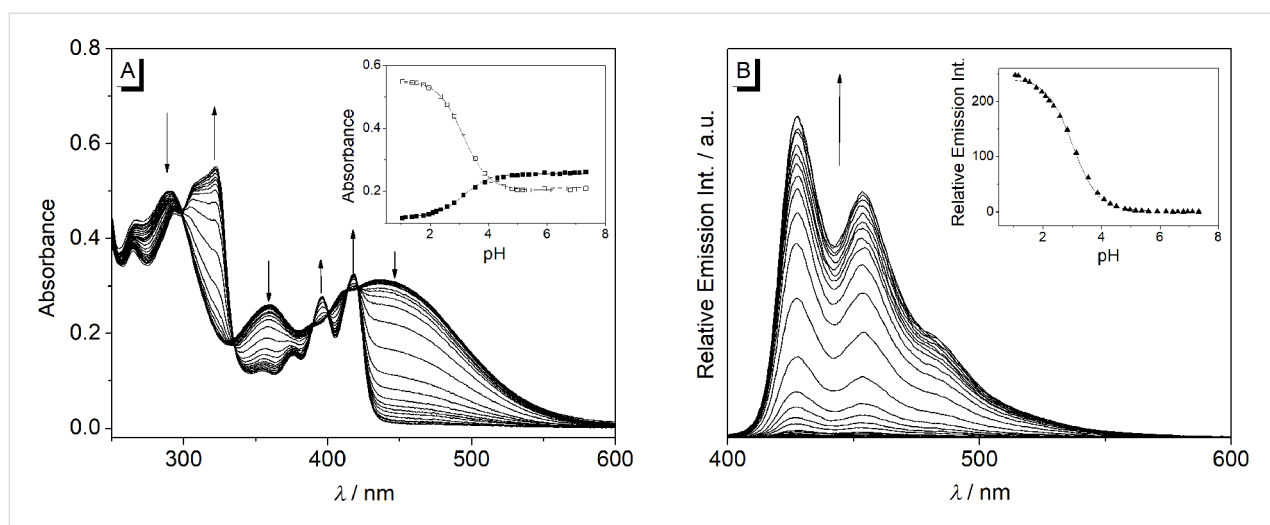 A
0.8
0.6
0.4
0.2
0.0
Absorbance
300
400
500
600
λ / nm
0.6
0.4
0.2
Absorbance
2
4
6
8
pH
B
Relative Emission Int. / a.u.
400
500
600
λ / nm
200
100
0
Relative Emission Int.
2
4
6
8
pH